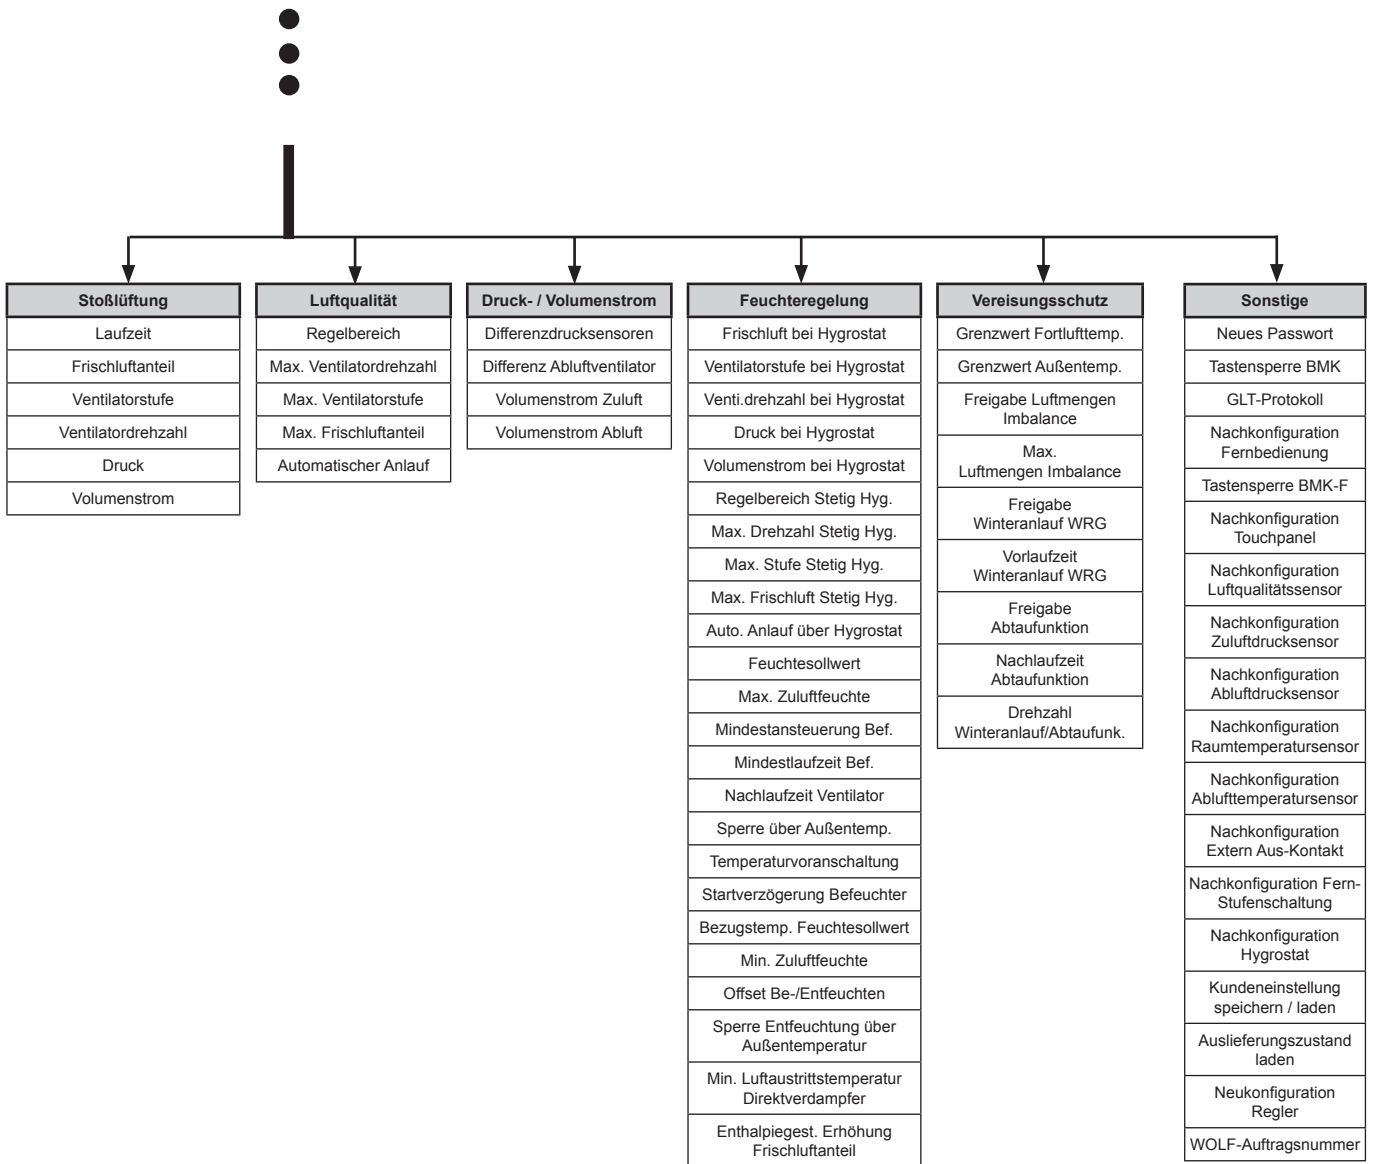 Stoßlüftung
Laufzeit
Frischluftanteil
Ventilatorstufe
Ventilatordrehzahl
Druck
Volumenstrom
Luftqualität
Regelbereich
Max. Ventilatordrehzahl
Max. Ventilatorstufe
Max. Frischluftanteil
Automatischer Anlauf
Druck- / Volumenstrom
Differenzdrucksensoren
Differenz Abluftventilator
Volumenstrom Zuluft
Volumenstrom Abluft
Feuchteregelung
Frischluft bei Hygrostat
Ventilatorstufe bei Hygrostat
Venti.drehzahl bei Hygrostat
Druck bei Hygrostat
Volumenstrom bei Hygrostat
Regelbereich Stetig Hyg.
Max. Drehzahl Stetig Hyg.
Max. Stufe Stetig Hyg.
Max. Frischluft Stetig Hyg.
Auto. Anlauf über Hygrostat
Feuchtesollwert
Max. Zuluftfeuchte
Mindestansteuerung Bef.
Mindestlaufzeit Bef.
Nachlaufzeit Ventilator
Sperre über Außentemp.
Temperaturvoranschaltung
Startverzögerung Befeuchter
Bezugstemp. Feuchtesollwert
Min. Zuluftfeuchte
Offset Be-/Entfeuchten
Sperre Entfeuchtung über
Außentemperatur
Min. Luftaustrittstemperatur
Direktverdampfer
Enthalpiegest. Erhöhung
Frischluftanteil
Vereisungsschutz
Grenzwert Fortlufttemp.
Grenzwert Außentemp.
Freigabe Luftmengen
Imbalance
Max.
Luftmengen Imbalance
Freigabe
Winteranlauf WRG
Vorlaufzeit
Winteranlauf WRG
Freigabe
Abtaufunktion
Nachlaufzeit
Abtaufunktion
Drehzahl
Winteranlauf/Abtaufunk.
Sonstige
Neues Passwort
Tastensperre BMK
GLT-Protokoll
Nachkonfiguration
Fernbedienung
Tastensperre BMK-F
Nachkonfiguration
Touchpanel
Nachkonfiguration
Luftqualitätssensor
Nachkonfiguration
Zuluftdrucksensor
Nachkonfiguration
Abluftdrucksensor
Nachkonfiguration
Raumtemperatursensor
Nachkonfiguration
Ablufttemperatursensor
Nachkonfiguration
Extern Aus-Kontakt
Nachkonfiguration Fern-
Stufenschaltung
Nachkonfiguration
Hygrostat
Kundeneinstellung
speichern / laden
Auslieferungszustand
laden
Neukonfiguration
Regler
WOLF-Auftragsnummer